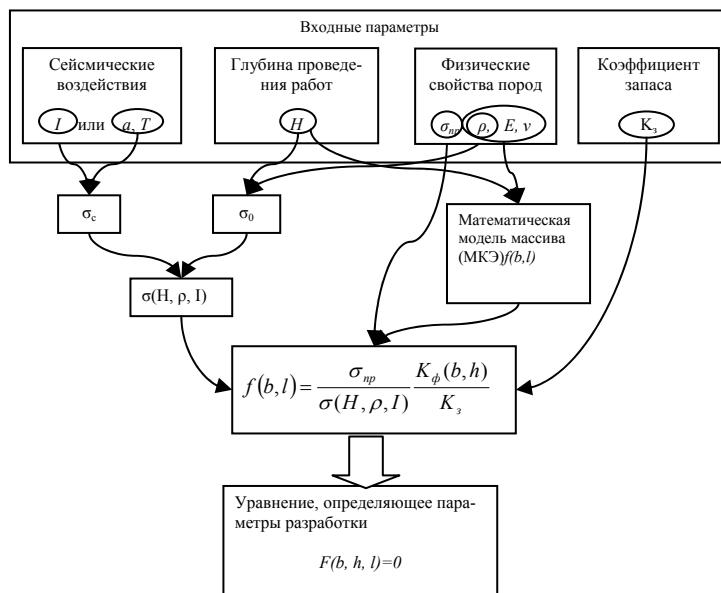 Входные параметры
Сейсмические
воздействия
I или a, T
Глубина проведе-
ния работ
H
Физические
свойства пород
σпр ρ, E, ν
Коэффициент
запаса
Kз
σс
σ0
Математическая
модель массива
(МКЭ)f(b,l)
σ(H, ρ, I)
f(b,l) = σпр / σ(H, ρ, I) Kф(b, h) / Kз
Уравнение, определяющее пара-
метры разработки
F(b, h, l)=0